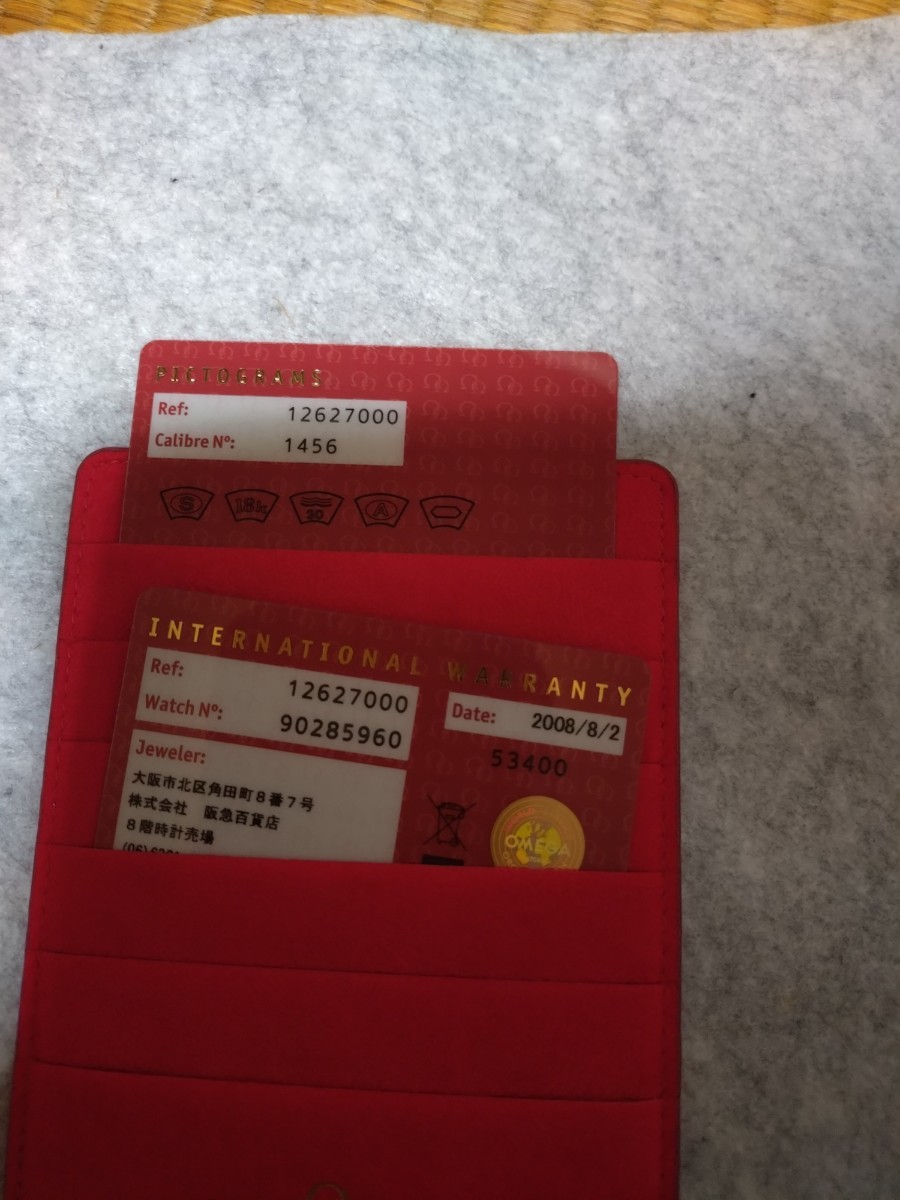 PICTOGRAMS
Ref: 12627000
Calibre Nº: 1456
S 18K 30 A
INTERNATIONAL WARRANTY
Ref: 12627000
Watch Nº: 90285960
Date: 2008/8/2
53400
Jeweler:
大阪市北区角田町8番7号
株式会社 阪急百貨店
8階時計売場
OMEGA